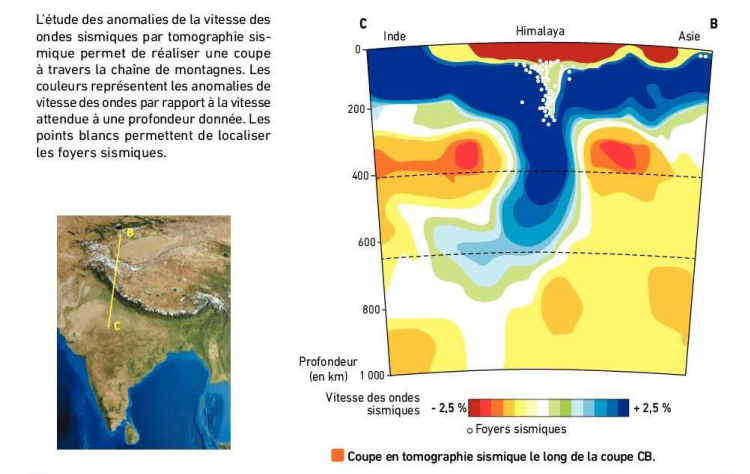 L'étude des anomalies de la vitesse des
ondes sismiques par tomographie sis-
mique permet de réaliser une coupe
à travers la chaîne de montagnes. Les
couleurs représentent les anomalies de
vitesse des ondes par rapport à la vitesse
attendue à une profondeur donnée. Les
points blancs permettent de localiser
les foyers sismiques.
B
C
C
B
Inde
Himalaya
Asie
0
200
400
600
800
1 000
Profondeur
(en km)
Vitesse des ondes
sismiques
- 2,5 %
+ 2,5 %
Foyers sismiques
Coupe en tomographie sismique le long de la coupe CB.